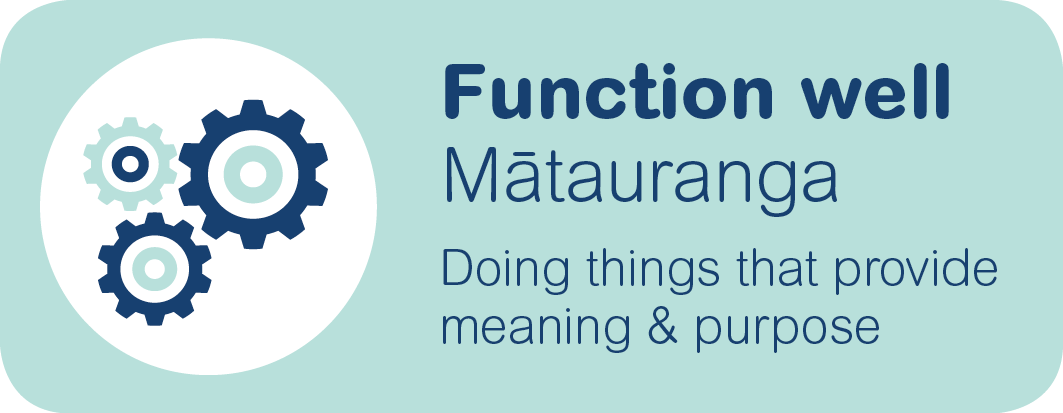 Function well
Mātauranga
Doing things that provide
meaning & purpose